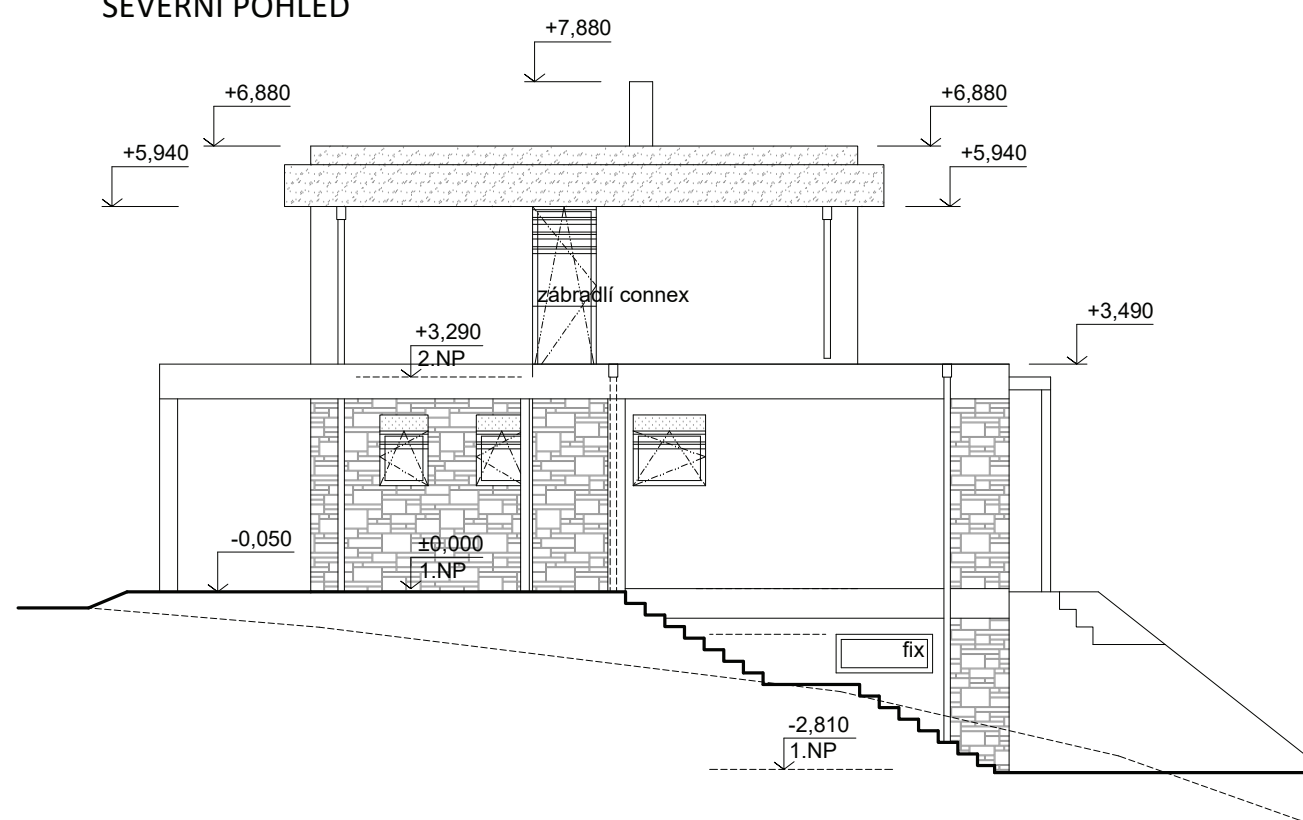 SEVERNÍ POHLED
+7,880
+6,880
+6,880
+5,940
+5,940
zábradlí connex
+3,490
+3,290
2.NP
-0,050
±0,000
1.NP
fix
-2,810
1.NP